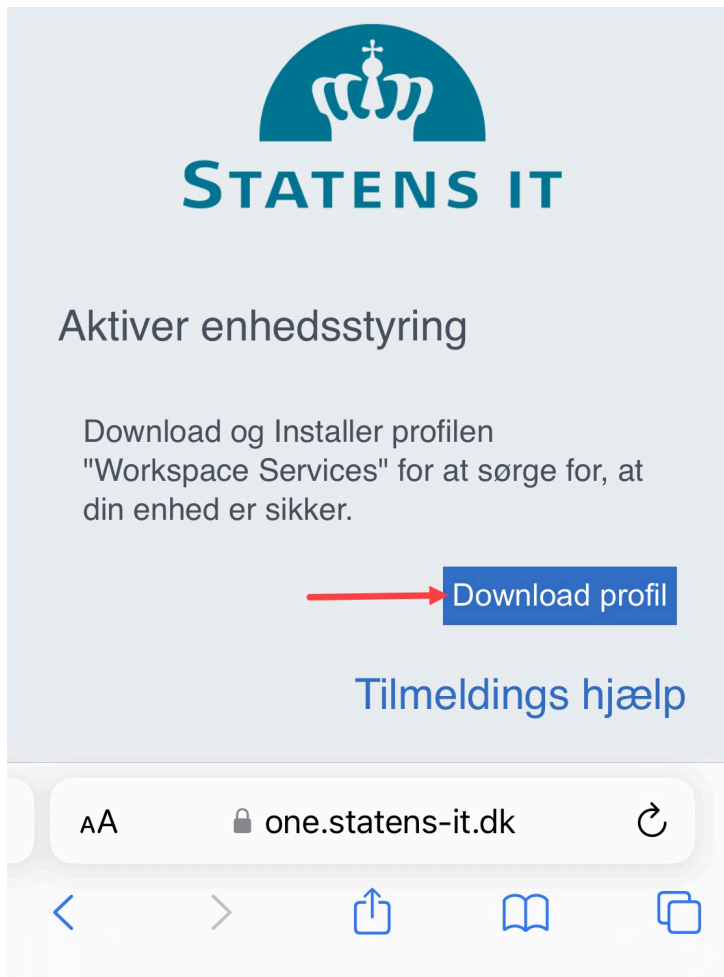 STATENS IT
Aktiver enhedsstyring
Download og Installer profilen
"Workspace Services" for at sørge for, at
din enhed er sikker.
Download profil
Tilmeldings hjælp
AA one.statens-it.dk